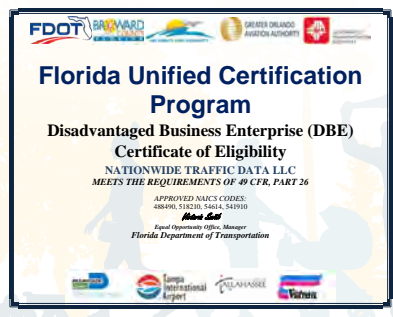 FDOT BROWARD COUNTY FLORIDA GREATER ORLANDO AVIATION AUTHORITY
Florida Unified Certification
Program
Disadvantaged Business Enterprise (DBE)
Certificate of Eligibility
NATIONWIDE TRAFFIC DATA LLC
MEETS THE REQUIREMENTS OF 49 CFR, PART 26
APPROVED NAICS CODES:
488490, 518210, 54614, 541910
Equal Opportunity Office, Manager
Florida Department of Transportation
Tampa International Airport TALLAHASSEE